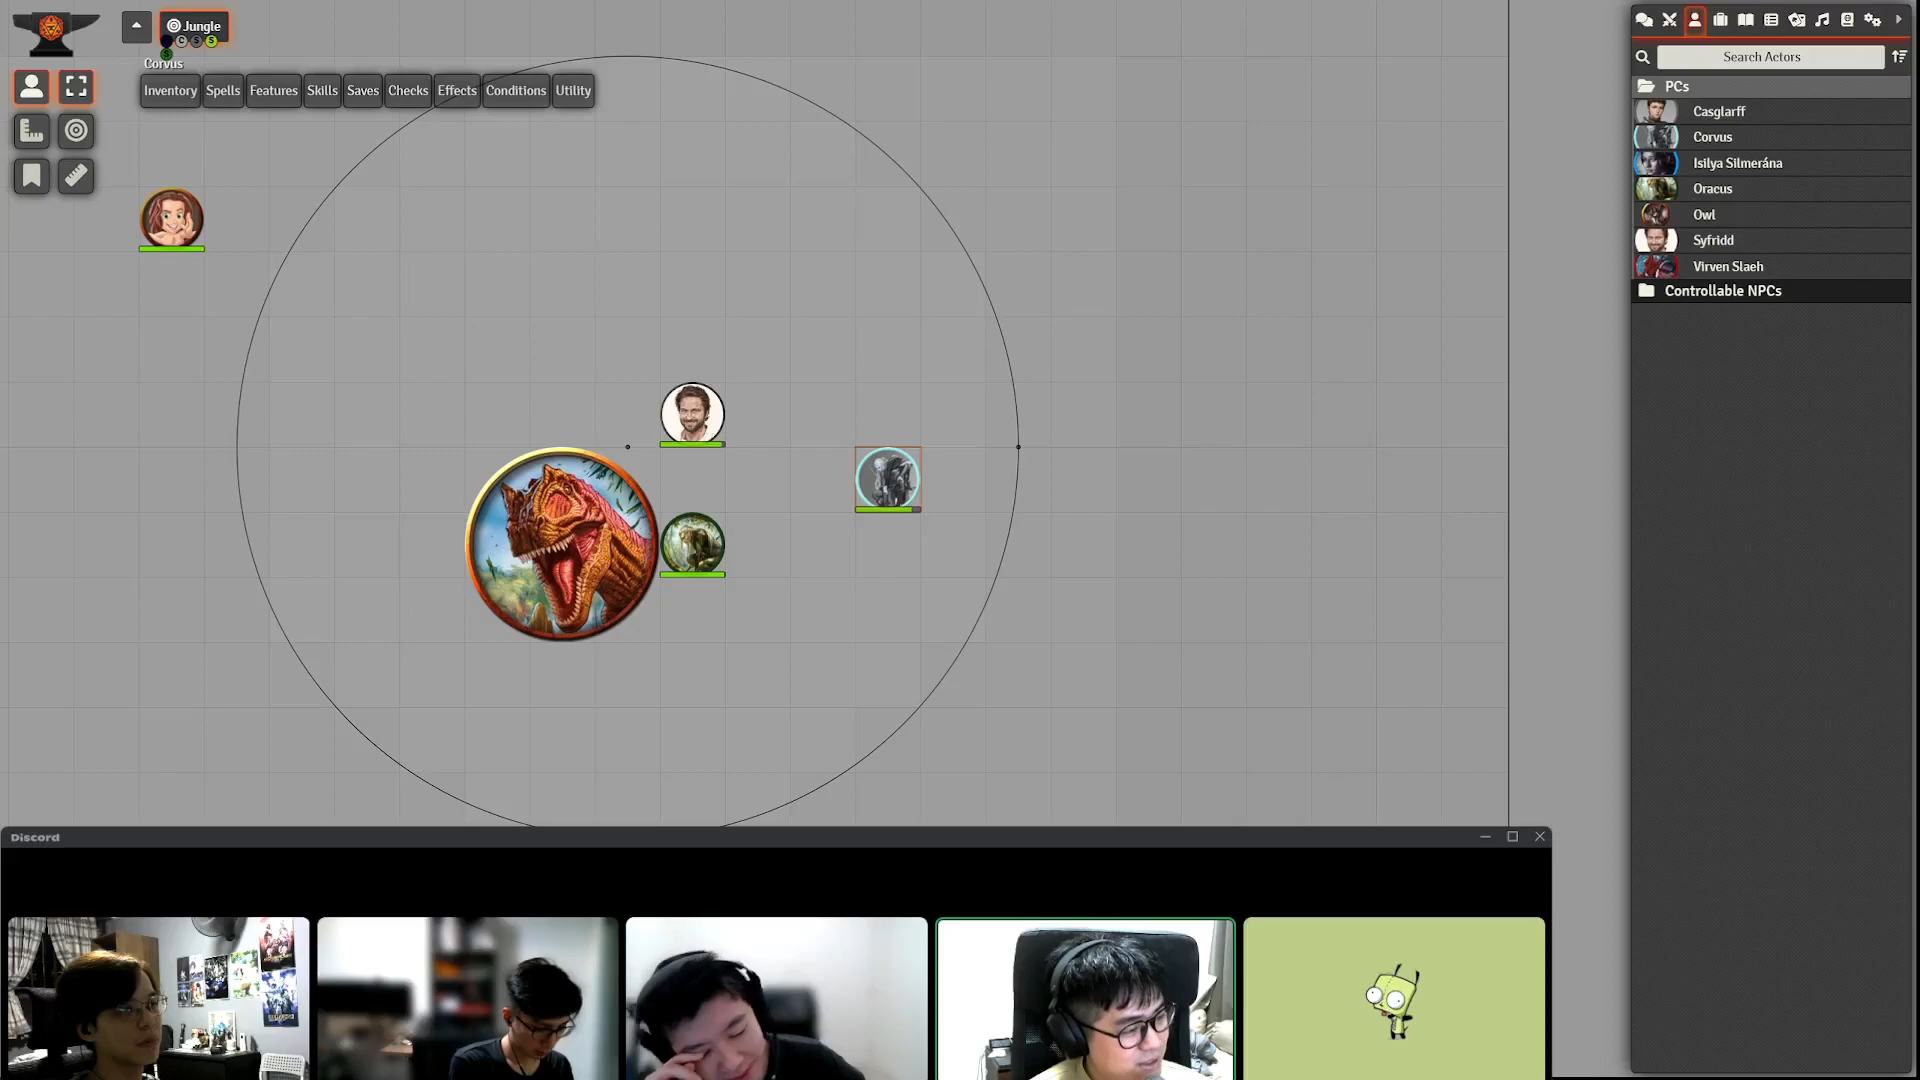 Jungle
C S S
S
Corvus
Inventory Spells Features Skills Saves Checks Effects Conditions Utility
Search Actors
PCs
Casglarff
Corvus
Isilya Silmerána
Oracus
Owl
Syfridd
Virven Slaeh
Controllable NPCs
Discord